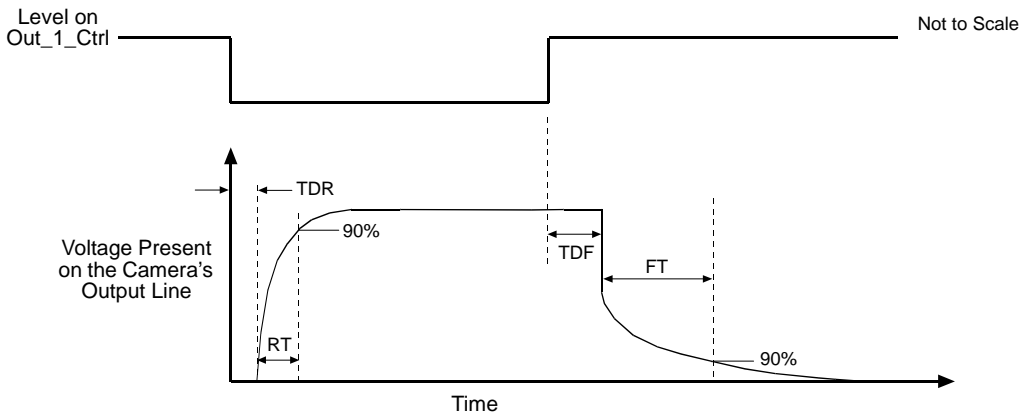 Level on
Out_1_Ctrl
Not to Scale
TDR
90%
Voltage Present
on the Camera's
Output Line
TDF
FT
RT
90%
Time